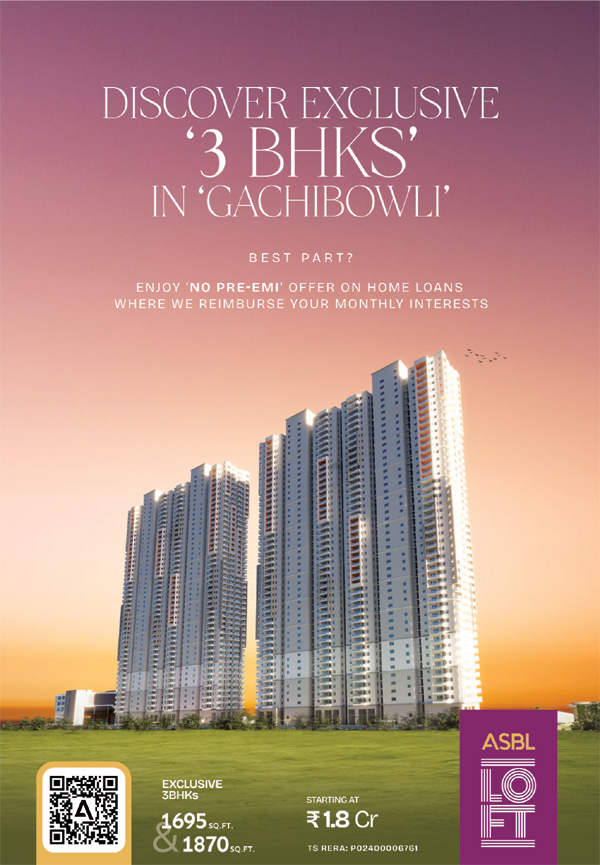 DISCOVER EXCLUSIVE
‘3 BHKS’
IN ‘GACHIBOWLI’
BEST PART?
ENJOY ‘NO PRE-EMI’ OFFER ON HOME LOANS
WHERE WE REIMBURSE YOUR MONTHLY INTERESTS
A
EXCLUSIVE
3BHKs
1695 SQ.FT.
& 1870 SQ.FT.
STARTING AT
₹1.8 Cr
TS RERA: P02400006761
ASBL
LOFT